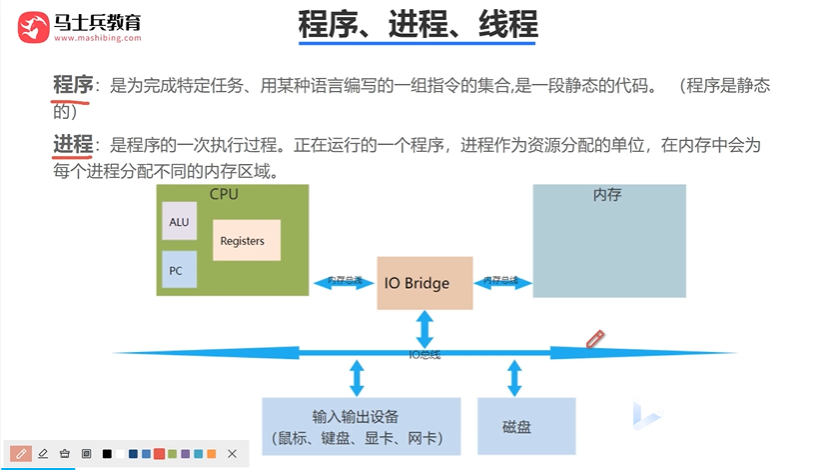 马士兵教育
www.mashibing.com
程序、进程、线程
程序：是为完成特定任务、用某种语言编写的一组指令的集合,是一段静态的代码。 （程序是静态
的）
进程：是程序的一次执行过程。正在运行的一个程序，进程作为资源分配的单位，在内存中会为
每个进程分配不同的内存区域。
CPU
内存
ALU
Registers
PC
内存总线
IO Bridge
内存总线
IO总线
输入输出设备
（鼠标、键盘、显卡、网卡）
磁盘